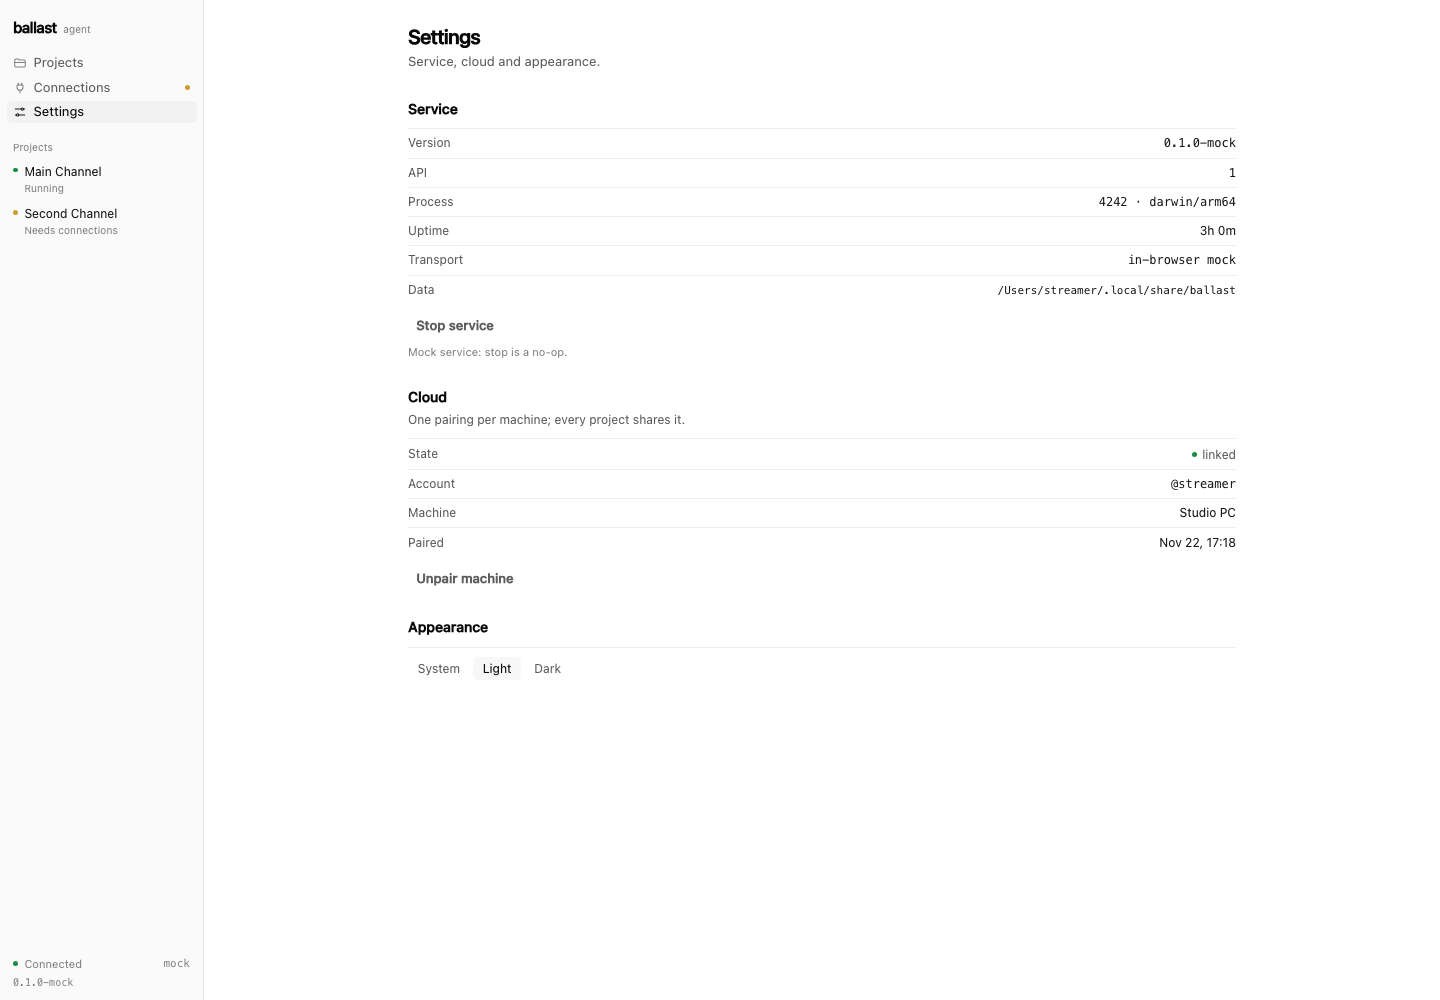 ballast agent
Projects
Connections
Settings
Projects
Main Channel
Running
Second Channel
Needs connections
Connected mock
0.1.0-mock
Settings
Service, cloud and appearance.
Service
Version 0.1.0-mock
API 1
Process 4242 · darwin/arm64
Uptime 3h 0m
Transport in-browser mock
Data /Users/streamer/.local/share/ballast
Stop service
Mock service: stop is a no-op.
Cloud
One pairing per machine; every project shares it.
State linked
Account @streamer
Machine Studio PC
Paired Nov 22, 17:18
Unpair machine
Appearance
System Light Dark